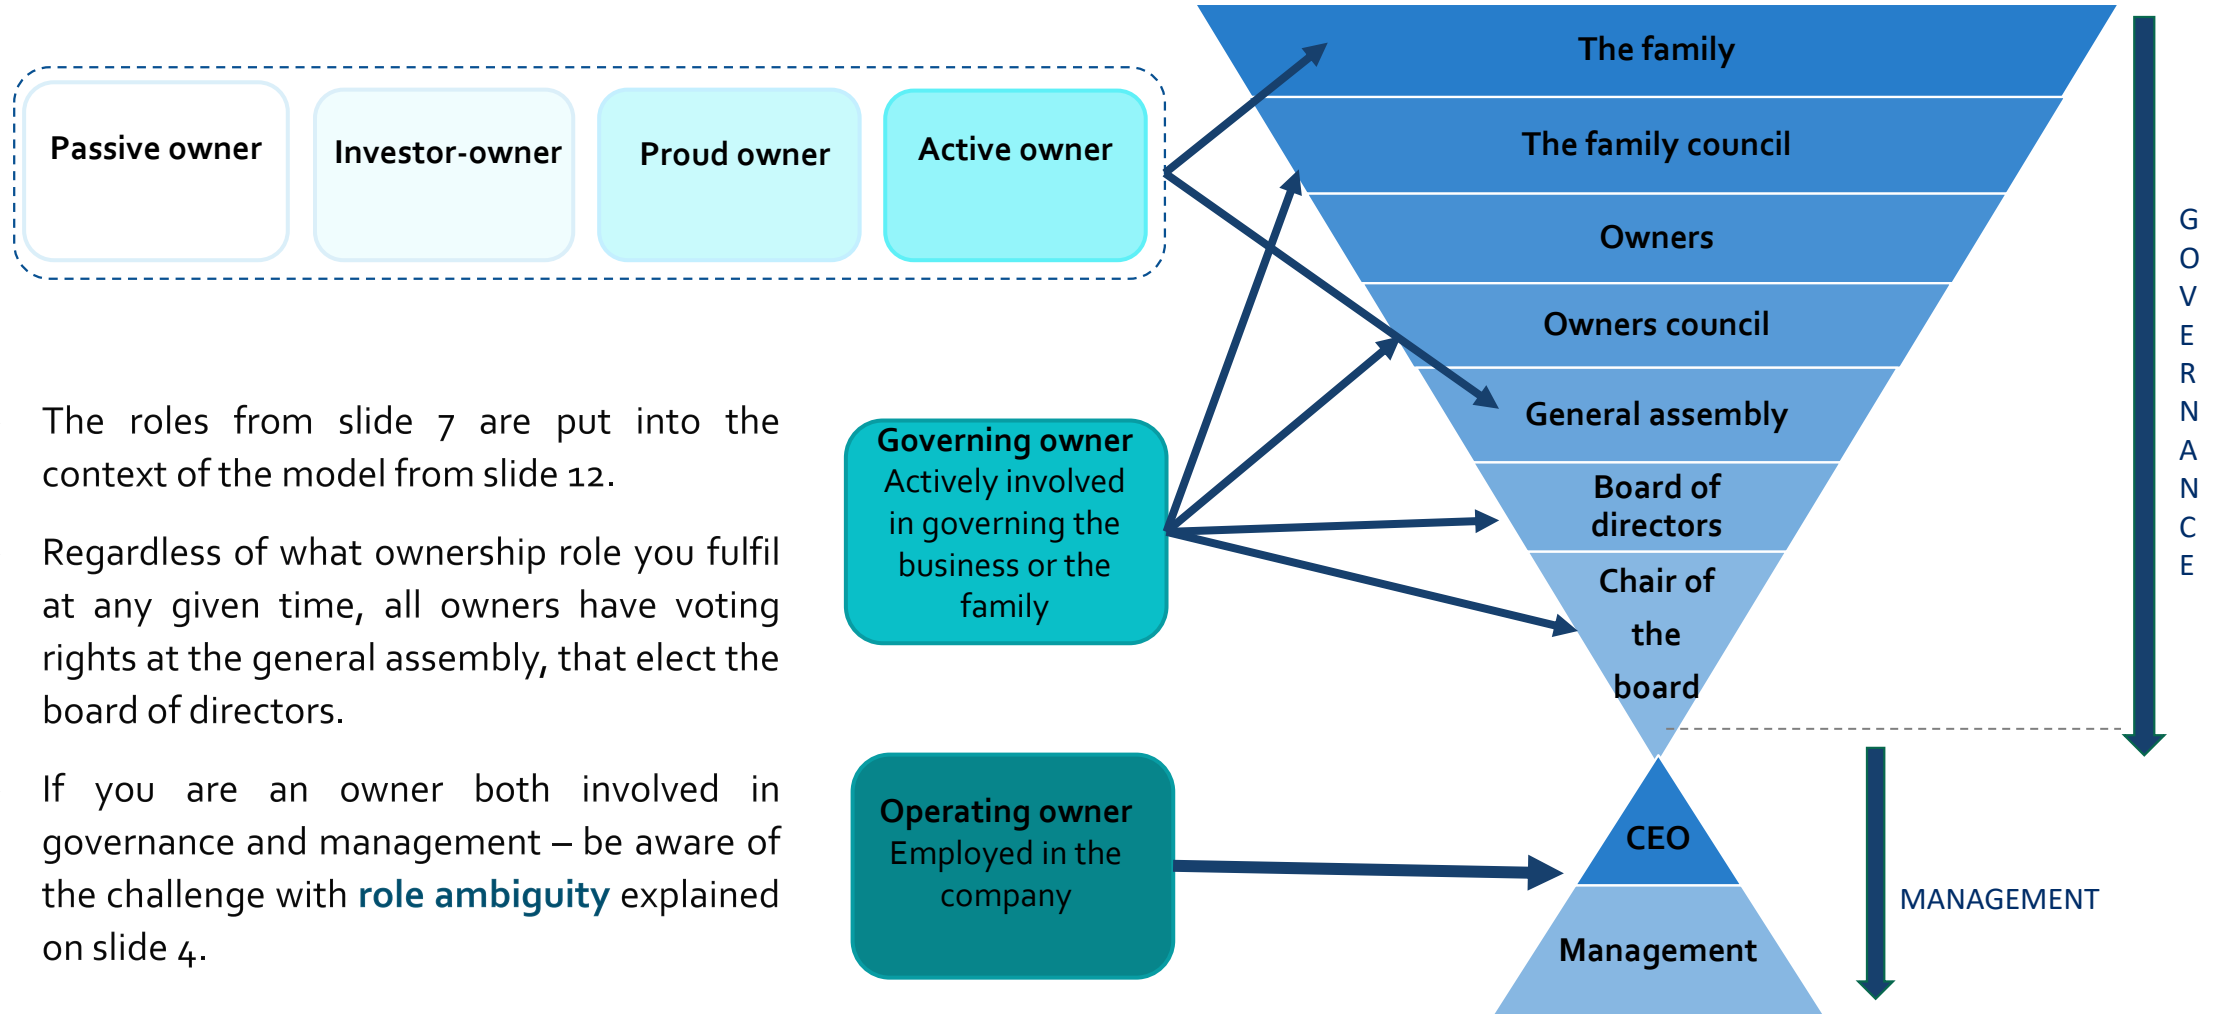 Passive owner
Investor-owner
Proud owner
Active owner
The roles from slide 7 are put into the
context of the model from slide 12.
Regardless of what ownership role you fulfil
at any given time, all owners have voting
rights at the general assembly, that elect the
board of directors.
If you are an owner both involved in
governance and management – be aware of
the challenge with role ambiguity explained
on slide 4.
Governing owner
Actively involved
in governing the
business or the
family
Operating owner
Employed in the
company
The family
The family council
Owners
Owners council
General assembly
Board of
directors
Chair of
the
board
CEO
Management
G
O
V
E
R
N
A
N
C
E
MANAGEMENT